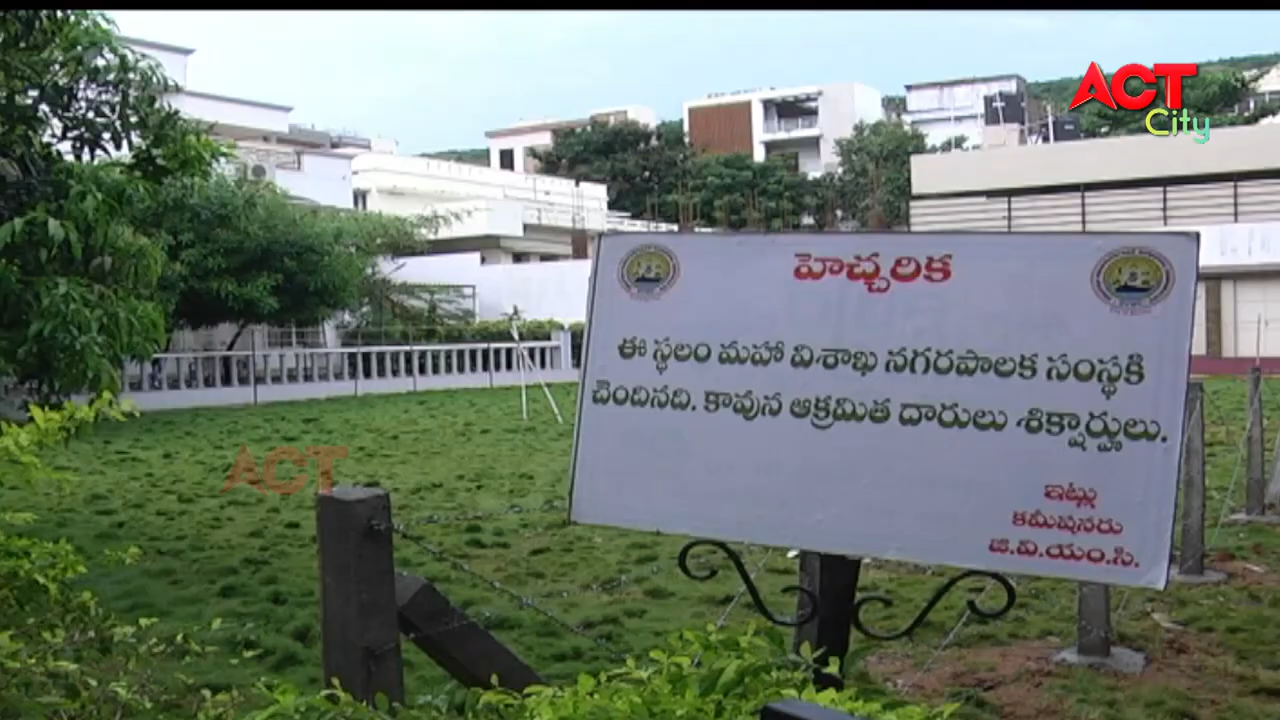 ACT
City
హెచ్చరిక
ఈ స్థలం మహా విశాఖ నగరపాలక సంస్థకి
చెందినది. కావున ఆక్రమిత దారులు శిక్షార్హులు.
ఇట్లు
కమీషనరు
జి.వి.యం.సి.
ACT